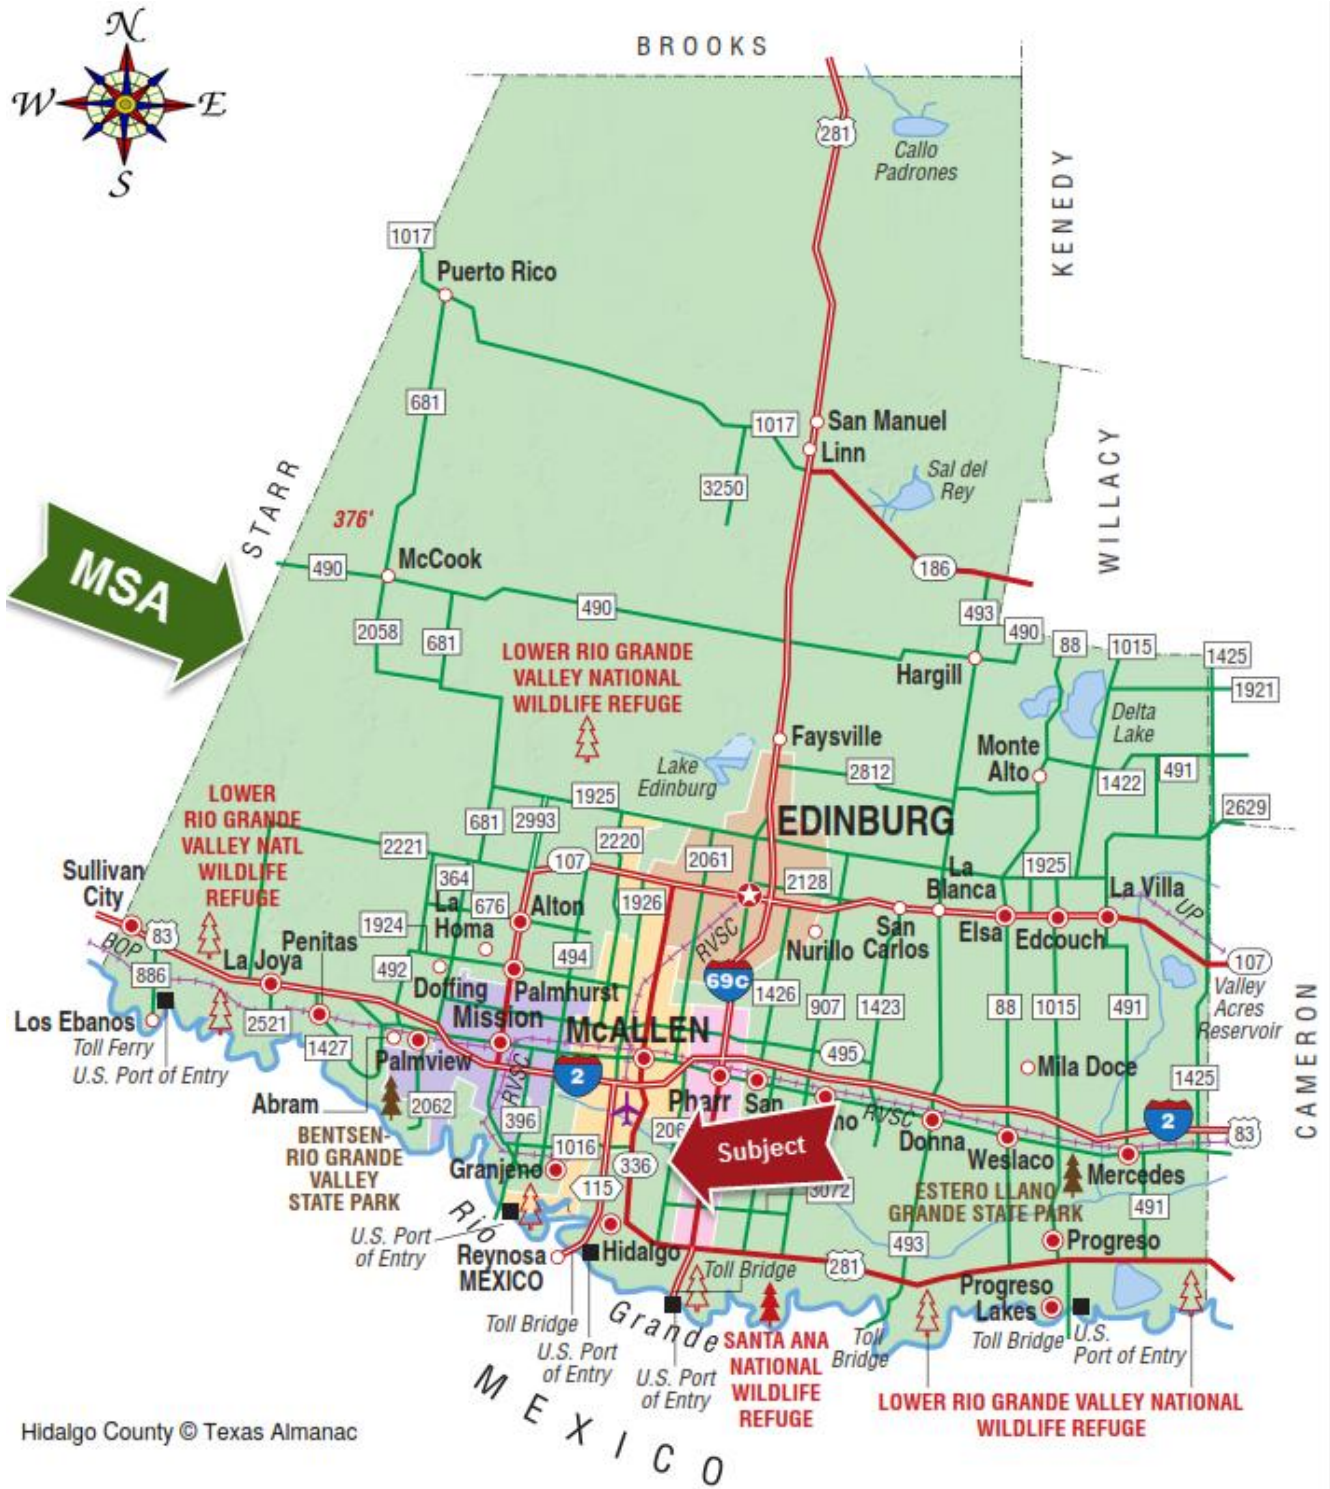 N
W
E
S
BROOKS
281
Callo
Padrones
KENEDY
1017
Puerto Rico
681
1017
San Manuel
Linn
3250
Sal del
Rey
WILLACY
STARR
376'
186
MSA
490
McCook
490
493
490
2058
681
88
1015
1425
LOWER RIO GRANDE
VALLEY NATIONAL
WILDLIFE REFUGE
Hargill
1921
Delta
Lake
Faysville
Monte
Alto
Lake
Edinburg
2812
1422
491
LOWER
RIO GRANDE
VALLEY NATL
WILDLIFE
REFUGE
1925
2629
681
2993
2220
EDINBURG
2221
107
2061
Sullivan
City
364
2128
La
Blanca
1925
La Villa
La
Homa
676
Alton
1926
UP
1924
83
BOP
Penitas
La Joya
494
RVSC
Nurillo
San
Carlos
Elsa
Edcouch
492
886
Doffing
Palmhurst
69C
1426
907
1423
88
1015
491
107
Valley
Acres
Reservoir
Los Ebanos
2521
Mission
McALLEN
Toll Ferry
U.S. Port of Entry
1427
Palmview
RVSC
2
495
Mila Doce
1425
CAMERON
Abram
2062
396
Pharr
San
no
RVSC
Donna
2
83
BENTSEN-
RIO GRANDE
VALLEY
STATE PARK
1016
206
Subject
Weslaco
Mercedes
Granjeno
336
115
3072
ESTERO LLANO
GRANDE STATE PARK
491
Rio
U.S. Port
of Entry
Reynosa
MEXICO
Hidalgo
493
Progreso
281
Toll Bridge
Progreso
Lakes
Toll Bridge
Grande
SANTA ANA
NATIONAL
WILDLIFE
REFUGE
Toll
Bridge
Toll Bridge
U.S.
Port of Entry
U.S. Port
of Entry
U.S. Port
of Entry
LOWER RIO GRANDE VALLEY NATIONAL
WILDLIFE REFUGE
MEXICO
Hidalgo County © Texas Almanac